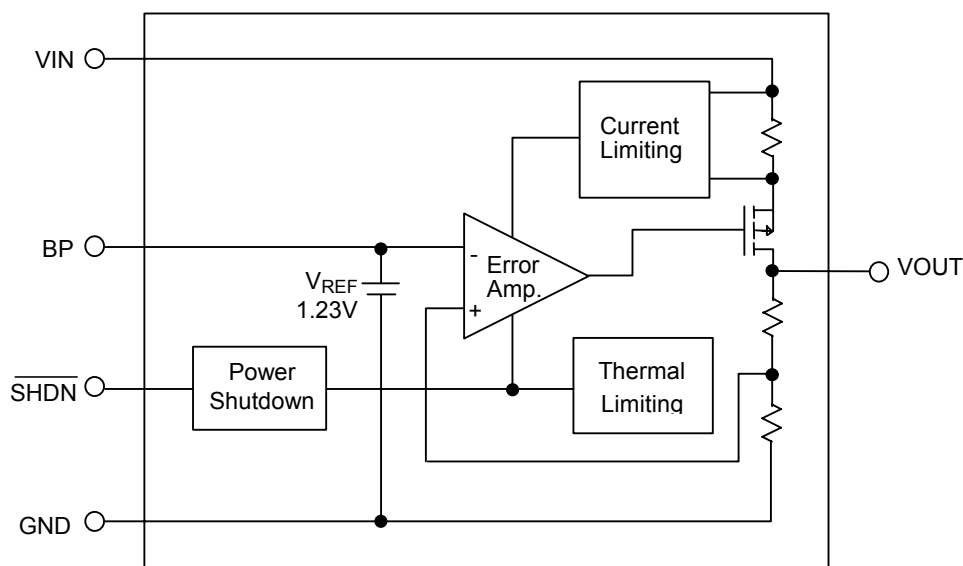 VIN
Current
Limiting
BP
-
Error
Amp.
+
VOUT
VREF
1.23V
SHDN
Power
Shutdown
Thermal
Limiting
GND